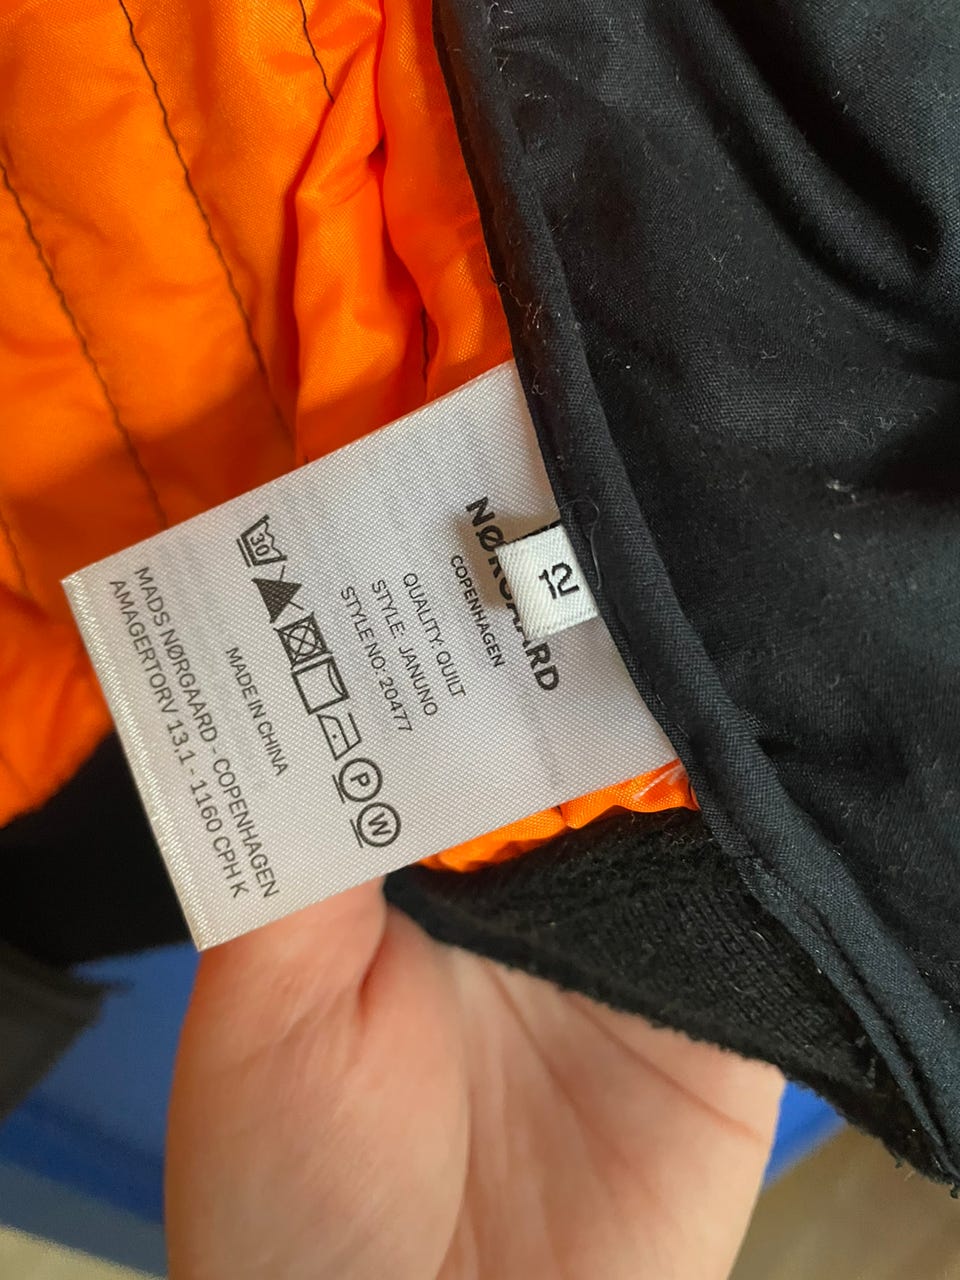 NØRGAARD
COPENHAGEN
12
QUALITY: QUILT
STYLE: JANUNO
STYLE NO: 20477
30
P W
MADE IN CHINA
MADS NØRGAARD - COPENHAGEN
AMAGERTORV 13.1 - 1160 CPH K